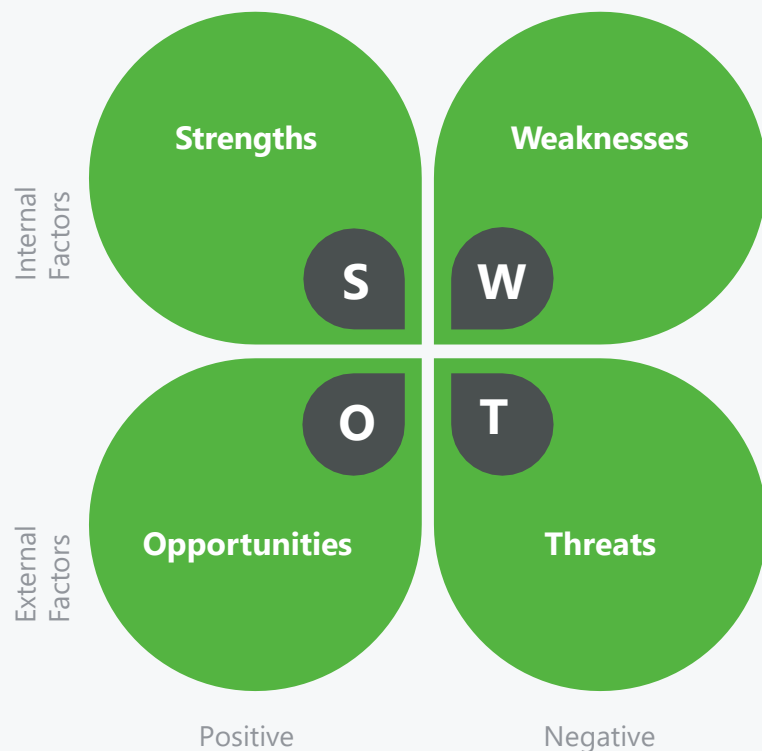 Strengths
Weaknesses
Internal
Factors
S
W
O
T
External
Factors
Opportunities
Threats
Positive
Negative